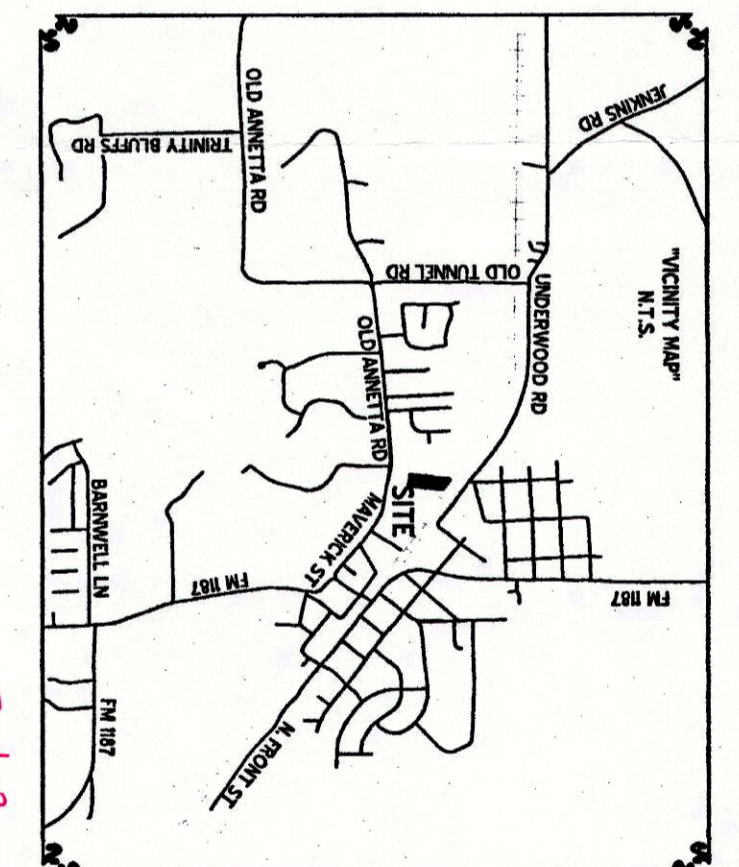 "VICINITY MAP"
N.T.S.
JENKINS RD
UNDERWOOD RD
OLD TUNNEL RD
OLD ANNETTA RD
TRINITY BLUFFS RD
OLD ANNETTA RD
SITE
MAVERICK ST
FM 1187
FM 1187
BARNWELL LN
FM 1187
N. FRONT ST.